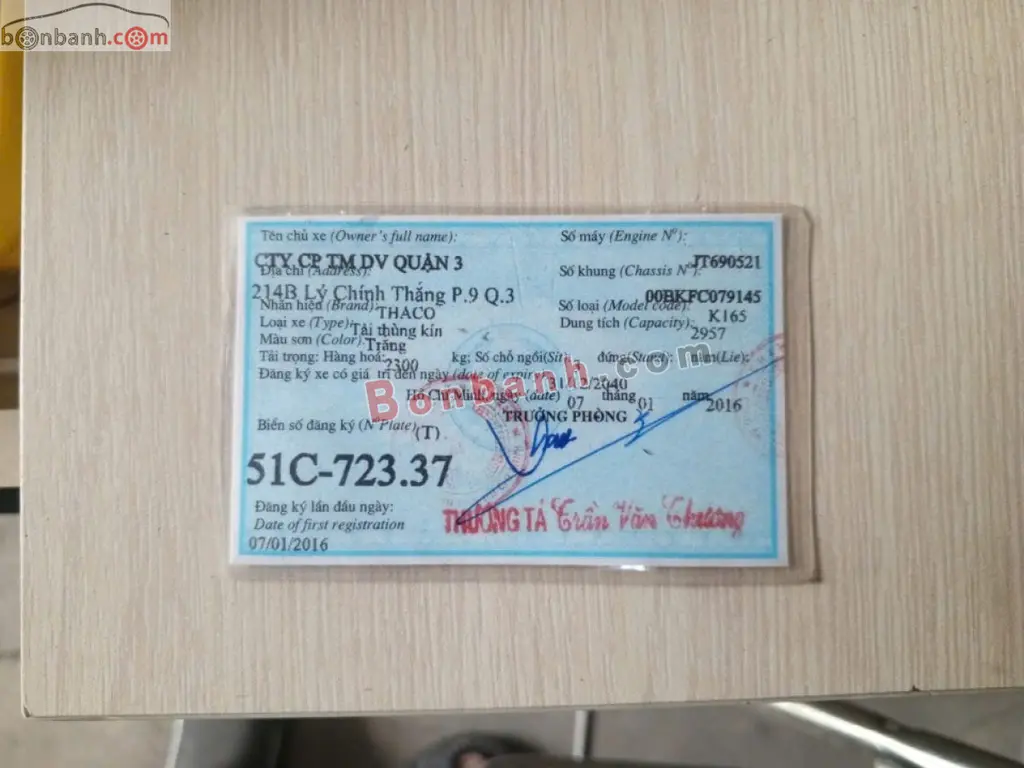 bonbanh.com
Tên chủ xe (Owner's full name):
CTY CP TM DV QUẬN 3
Địa chỉ (Address):
214B Lý Chính Thắng P.9 Q.3
Nhãn hiệu (Brand): THACO
Loại xe (Type): Tải thùng kín
Màu sơn (Color): Trắng
Số máy (Engine Nº): JT690521
Số khung (Chassis Nº): 00BKFC079145
Số loại (Model code): K165
Dung tích (Capacity): 2957
Tải trọng: Hàng hoá: 2300 kg; Số chỗ ngồi(Sit): đứng(Stand): nằm(Lie):
Đăng ký xe có giá trị đến ngày (date of expiry) 31/12/2040
Hồ Chí Minh, ngày (date) 07 tháng 01 năm 2016
TRƯỞNG PHÒNG
Biển số đăng ký (Nº Plate) (T)
51C-723.37
Đăng ký lần đầu ngày:
Date of first registration
07/01/2016
THƯỢNG TÁ Trần Văn Thương
Bonbanh.com